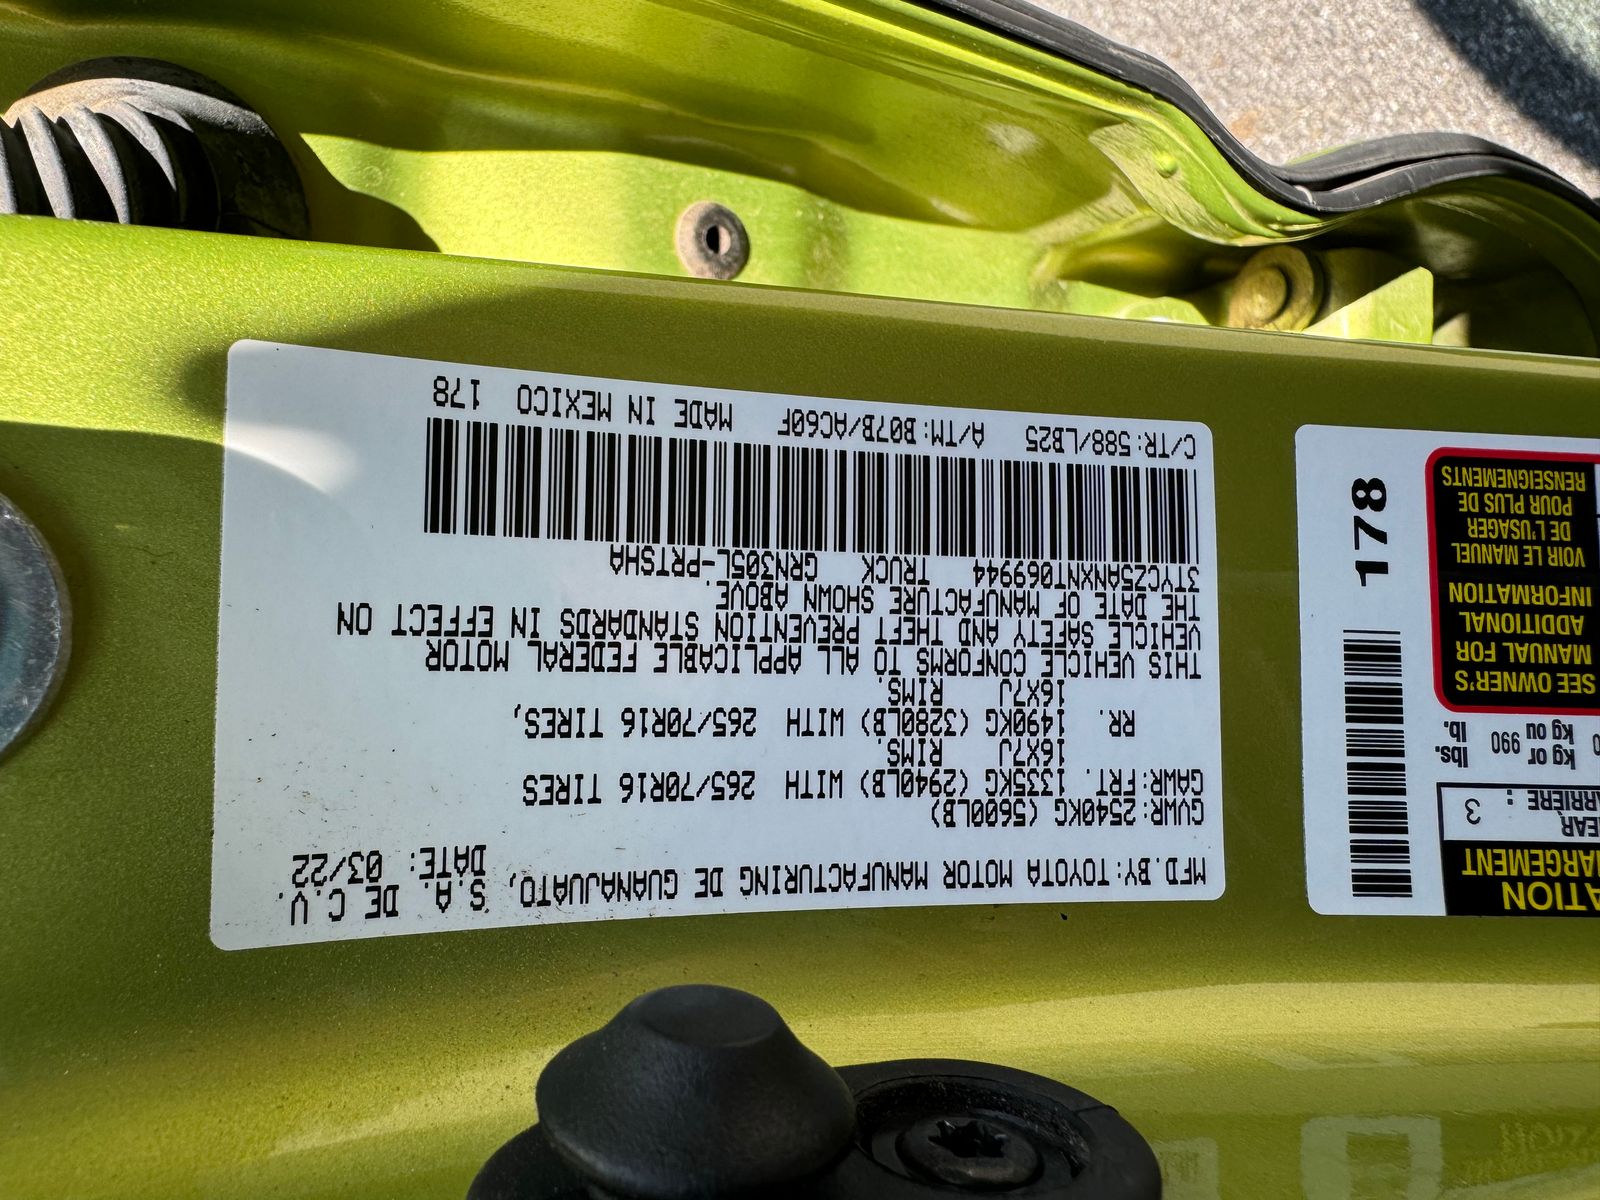 MFD.BY:TOYOTA MOTOR MANUFACTURING DE GUANAJUATO, S.A. DE C.V.
DATE: 03/22
GVWR:2540KG (5600LB)
GAWR:FRT. 1335KG (2940LB) WITH 265/70R16 TIRES
16X7J RIMS.
RR. 1490KG (3280LB) WITH 265/70R16 TIRES,
16X7J RIMS.
THIS VEHICLE CONFORMS TO ALL APPLICABLE FEDERAL MOTOR
VEHICLE SAFETY AND THEFT PREVENTION STANDARDS IN EFFECT ON
THE DATE OF MANUFACTURE SHOWN ABOVE
3TYCZ5ANXNT069944 TRUCK GRN305L-PRTSHA
C/TR:588/LB25 A/TM:B07B/AC60F MADE IN MEXICO 178
3
kg or 990 lbs.
kg ou lb.
SEE OWNER'S
MANUAL FOR
ADDITIONAL
INFORMATION
VOIR LE MANUEL
DE L'USAGER
POUR PLUS DE
RENSEIGNEMENTS
178